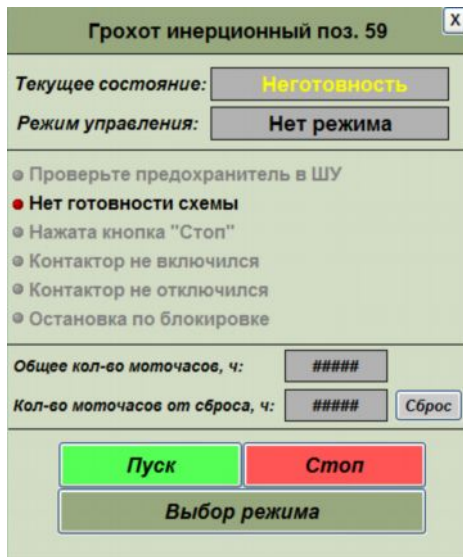 Грохот инерционный поз. 59
X
Текущее состояние: Неготовность
Режим управления: Нет режима
Проверьте предохранитель в ШУ
Нет готовности схемы
Нажата кнопка "Стоп"
Контактор не включился
Контактор не отключился
Остановка по блокировке
Общее кол-во моточасов, ч: #####
Кол-во моточасов от сброса, ч: ##### Сброс
Пуск Стоп
Выбор режима